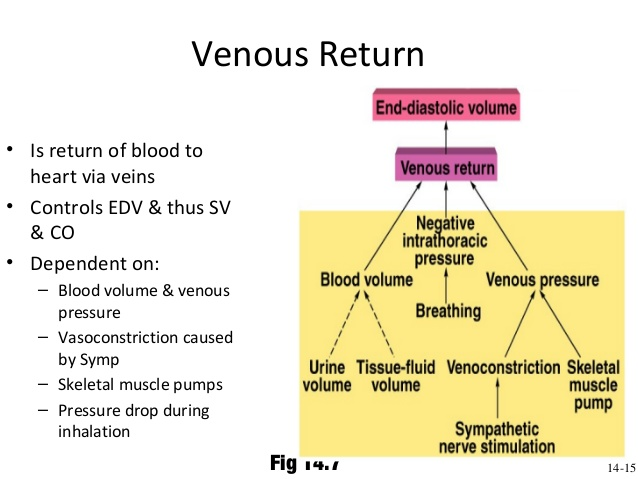 Venous Return
• Is return of blood to
heart via veins
• Controls EDV & thus SV
& CO
• Dependent on:
– Blood volume & venous
pressure
– Vasoconstriction caused
by Symp
– Skeletal muscle pumps
– Pressure drop during
inhalation
End-diastolic volume
Venous return
Negative
intrathoracic
pressure
Blood volume
Venous pressure
Breathing
Urine
volume
Tissue-fluid
volume
Venoconstriction
Skeletal
muscle
pump
Sympathetic
nerve stimulation
Fig 14.7
14-15